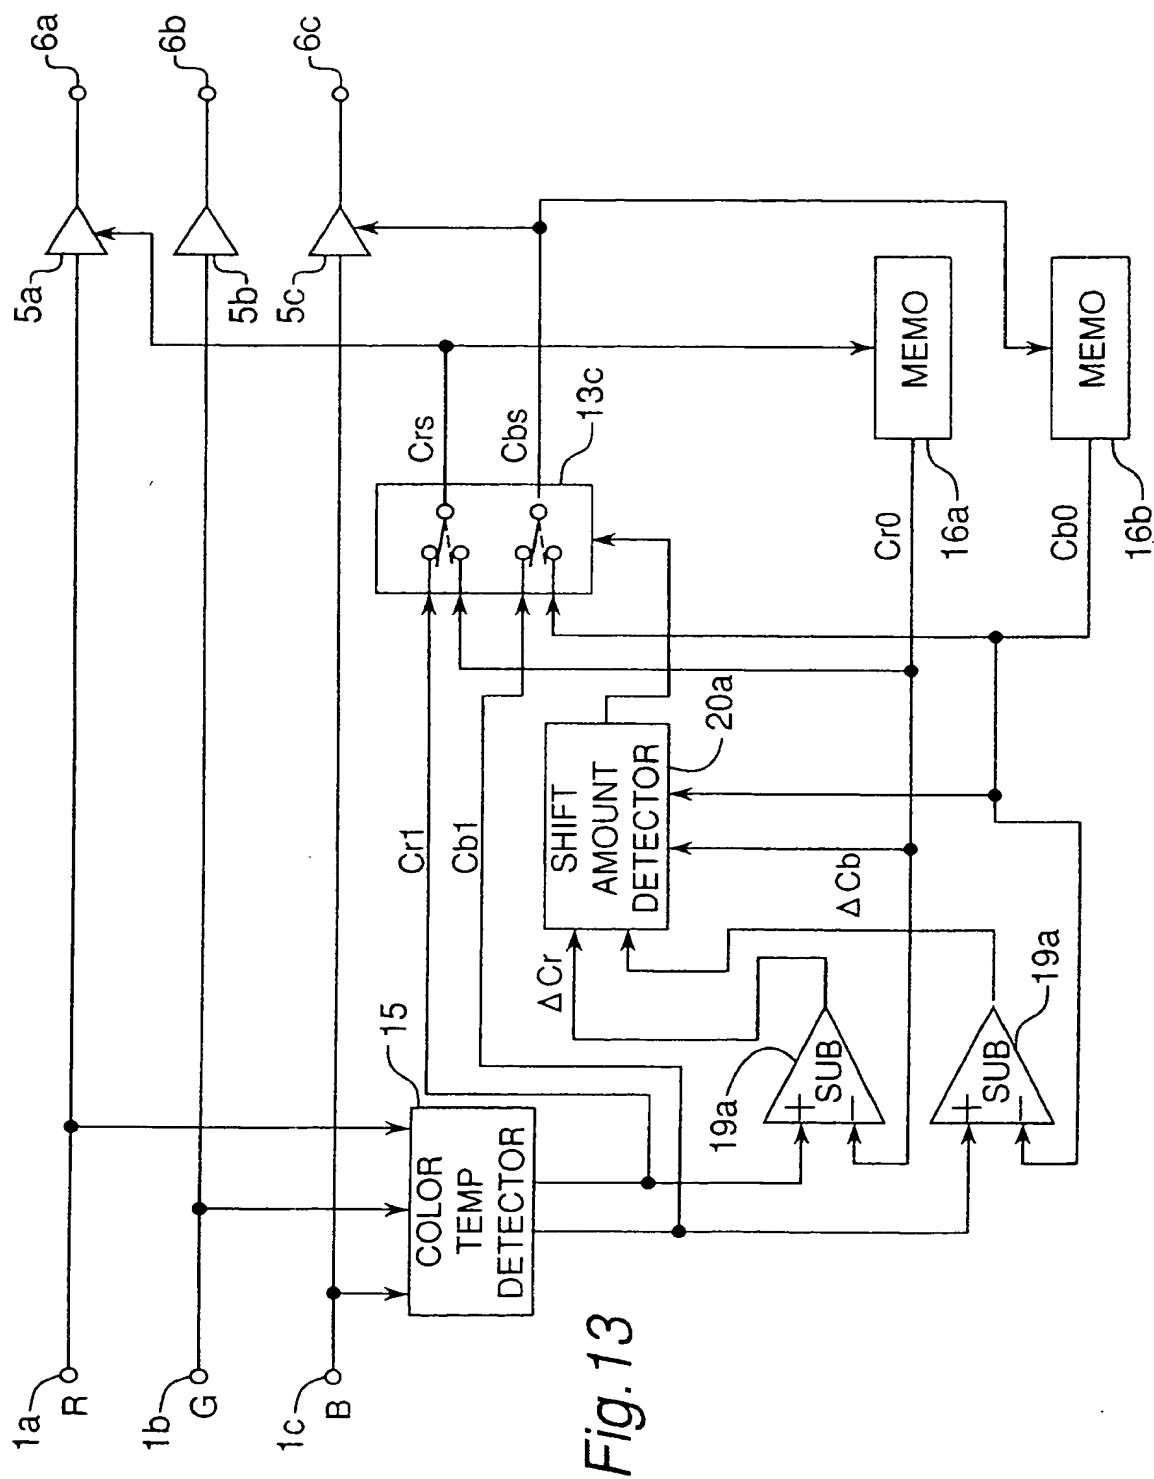 1a
R
5a
6a
1b
G
5b
6b
1c
B
5c
6c
15
COLOR
TEMP
DETECTOR
Cr1
Cb1
Crs
Cbs
13c
SHIFT
AMOUNT
DETECTOR
20a
ΔCr
ΔCb
19a
+
SUB
−
19a
+
SUB
−
Cr0
16a
MEMO
Cb0
16b
MEMO
Fig. 13